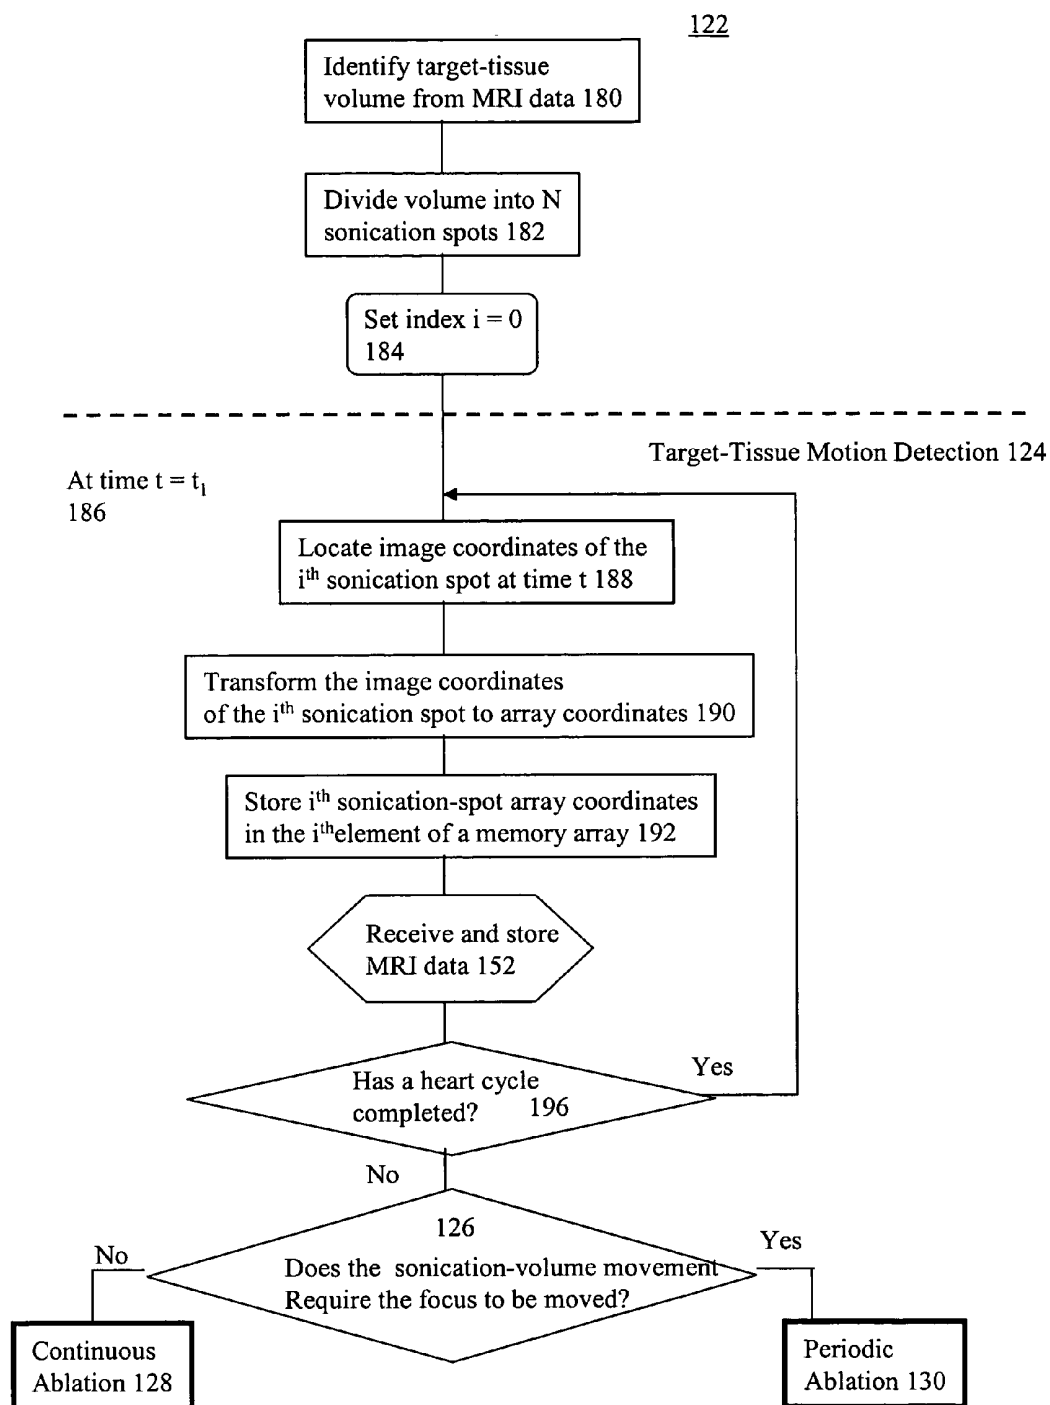 122
Identify target-tissue
volume from MRI data 180
Divide volume into N
sonication spots 182
Set index i = 0
184
Target-Tissue Motion Detection 124
At time t = t₁
186
Locate image coordinates of the
iᵗʰ sonication spot at time t 188
Transform the image coordinates
of the iᵗʰ sonication spot to array coordinates 190
Store iᵗʰ sonication-spot array coordinates
in the iᵗʰelement of a memory array 192
Receive and store
MRI data 152
Yes
Has a heart cycle
completed? 196
No
126
No
Yes
Does the sonication-volume movement
Require the focus to be moved?
Continuous
Ablation 128
Periodic
Ablation 130